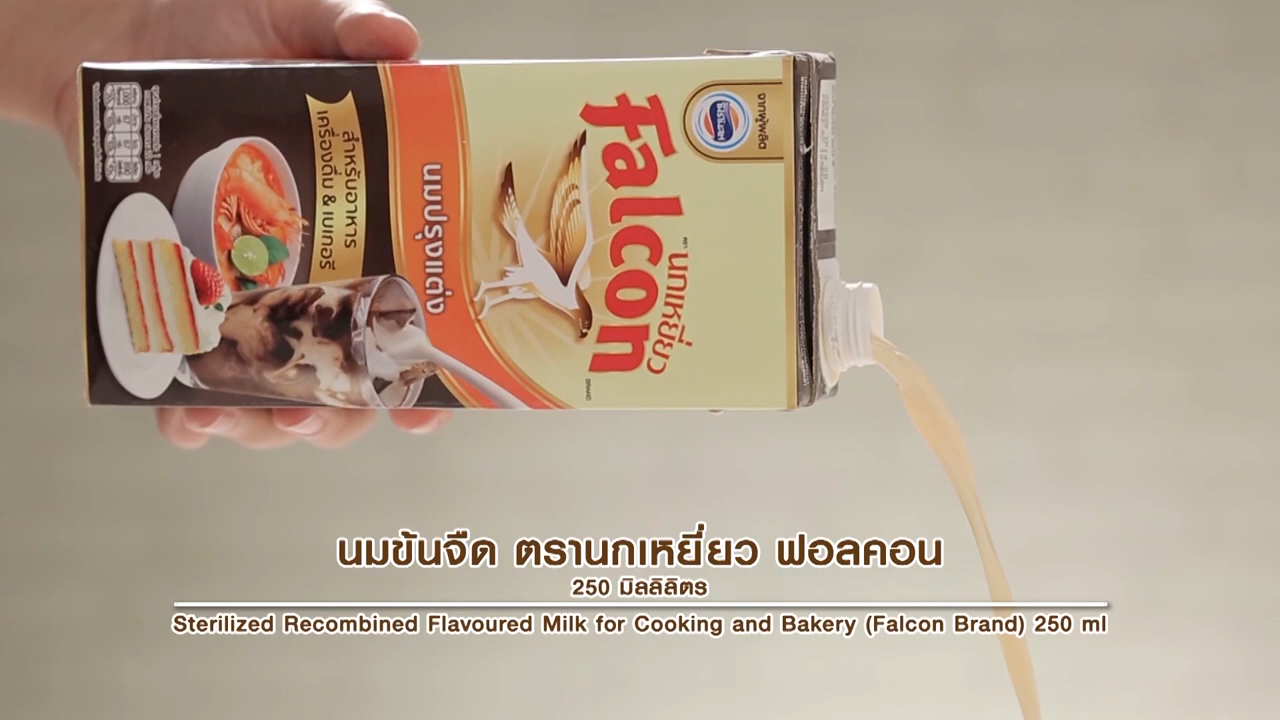 จากผู้ผลิต
โฟร์โมสต์
Falcon
ตรา นกเหยี่ยว
BRAND
นมปรุงแต่ง
สำหรับอาหาร
เครื่องดื่ม & เบเกอรี่
นมข้นจืด ตรานกเหยี่ยว ฟอลคอน
250 มิลลิลิตร
Sterilized Recombined Flavoured Milk for Cooking and Bakery (Falcon Brand) 250 ml